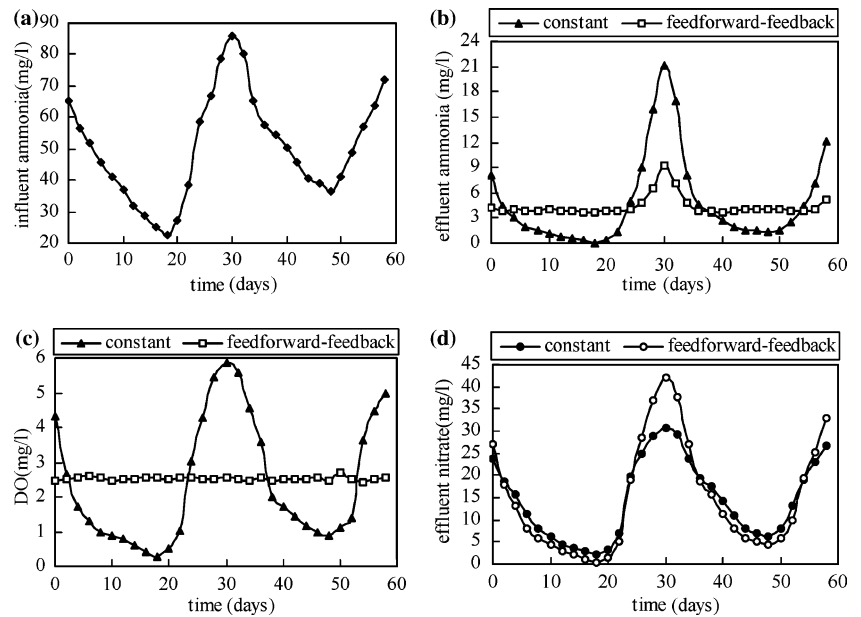 (a)
90
80
70
60
50
40
30
20
influent ammonia(mg/l)
0 10 20 30 40 50 60
time (days)
(b)
constant feedforward-feedback
24
21
18
15
12
9
6
3
0
effluent ammonia (mg/l)
0 10 20 30 40 50 60
time (days)
(c)
constant feedforward-feedback
6
5
4
3
2
1
0
DO(mg/l)
0 10 20 30 40 50 60
time (days)
(d)
constant feedforward-feedback
45
40
35
30
25
20
15
10
5
0
effluent nitrate(mg/l)
0 10 20 30 40 50 60
time (days)